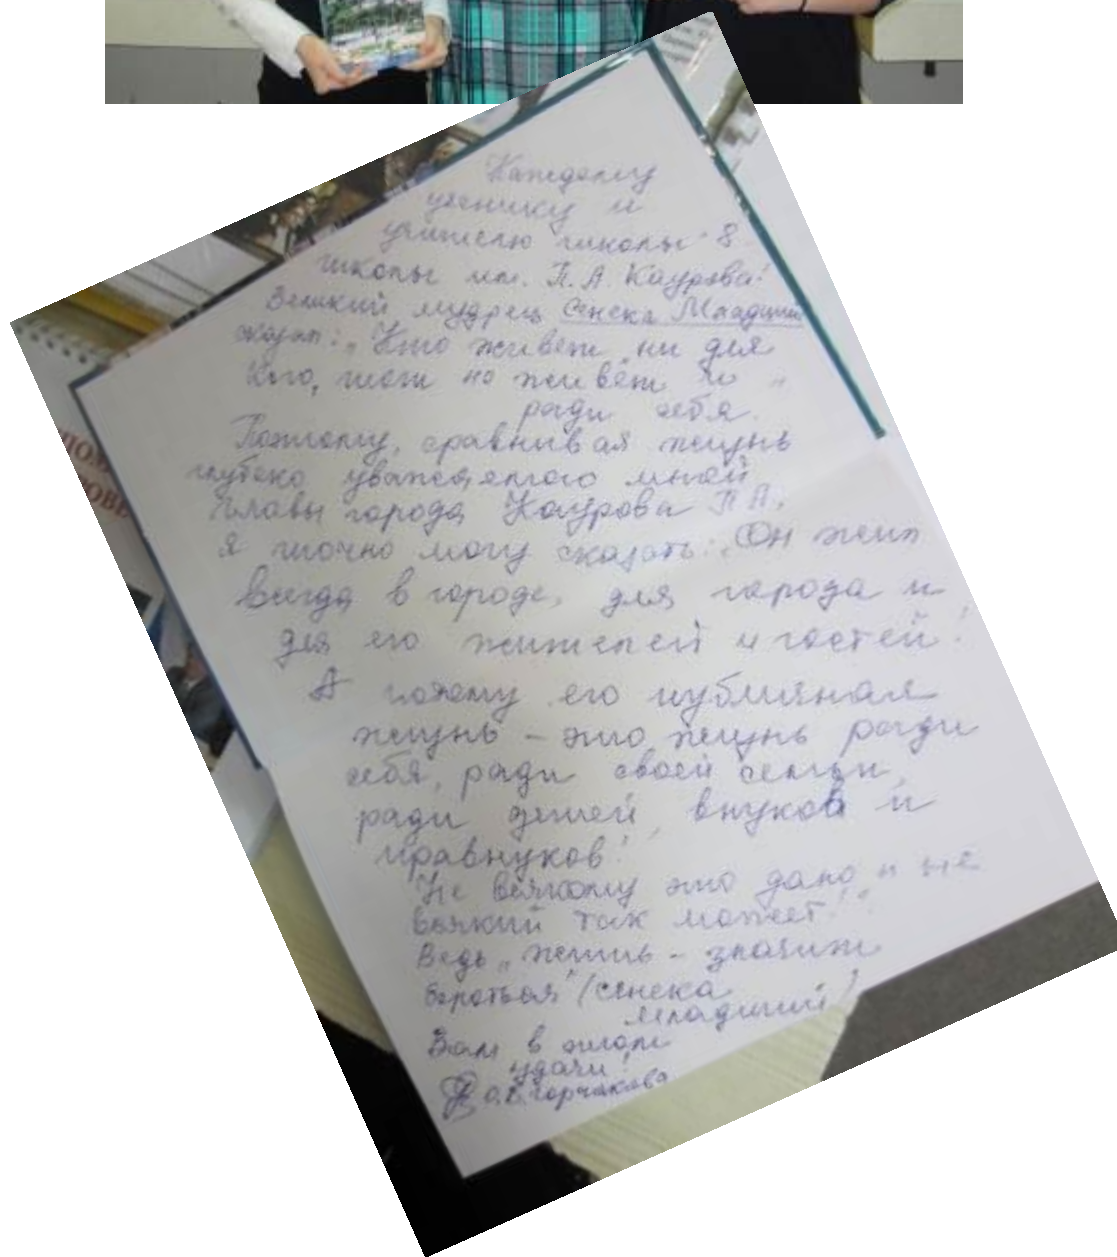 Каждому
ученику и
учителю школы 8
школы им. П.А Каурова!
Великий мудрец Сенека Младший
сказал: „Кто живет ни для
кого, тот не живёт и
ради себя.
Поэтому, сравнивая жизнь
глубоко уважаемого мной
главы города Каурова П А,
я точно могу сказать: „Он жил
всегда в городе, для города и
для его жителей и гостей!
А потому его публичная
жизнь – это жизнь ради
себя, ради своей семьи,
ради детей, внуков и
правнуков!
Не всякому это дано и не
всякий так может!
Ведь „жить – значит
бороться" (Сенека
Младший)
Вам в этом
удачи!
О.В.Горчакова